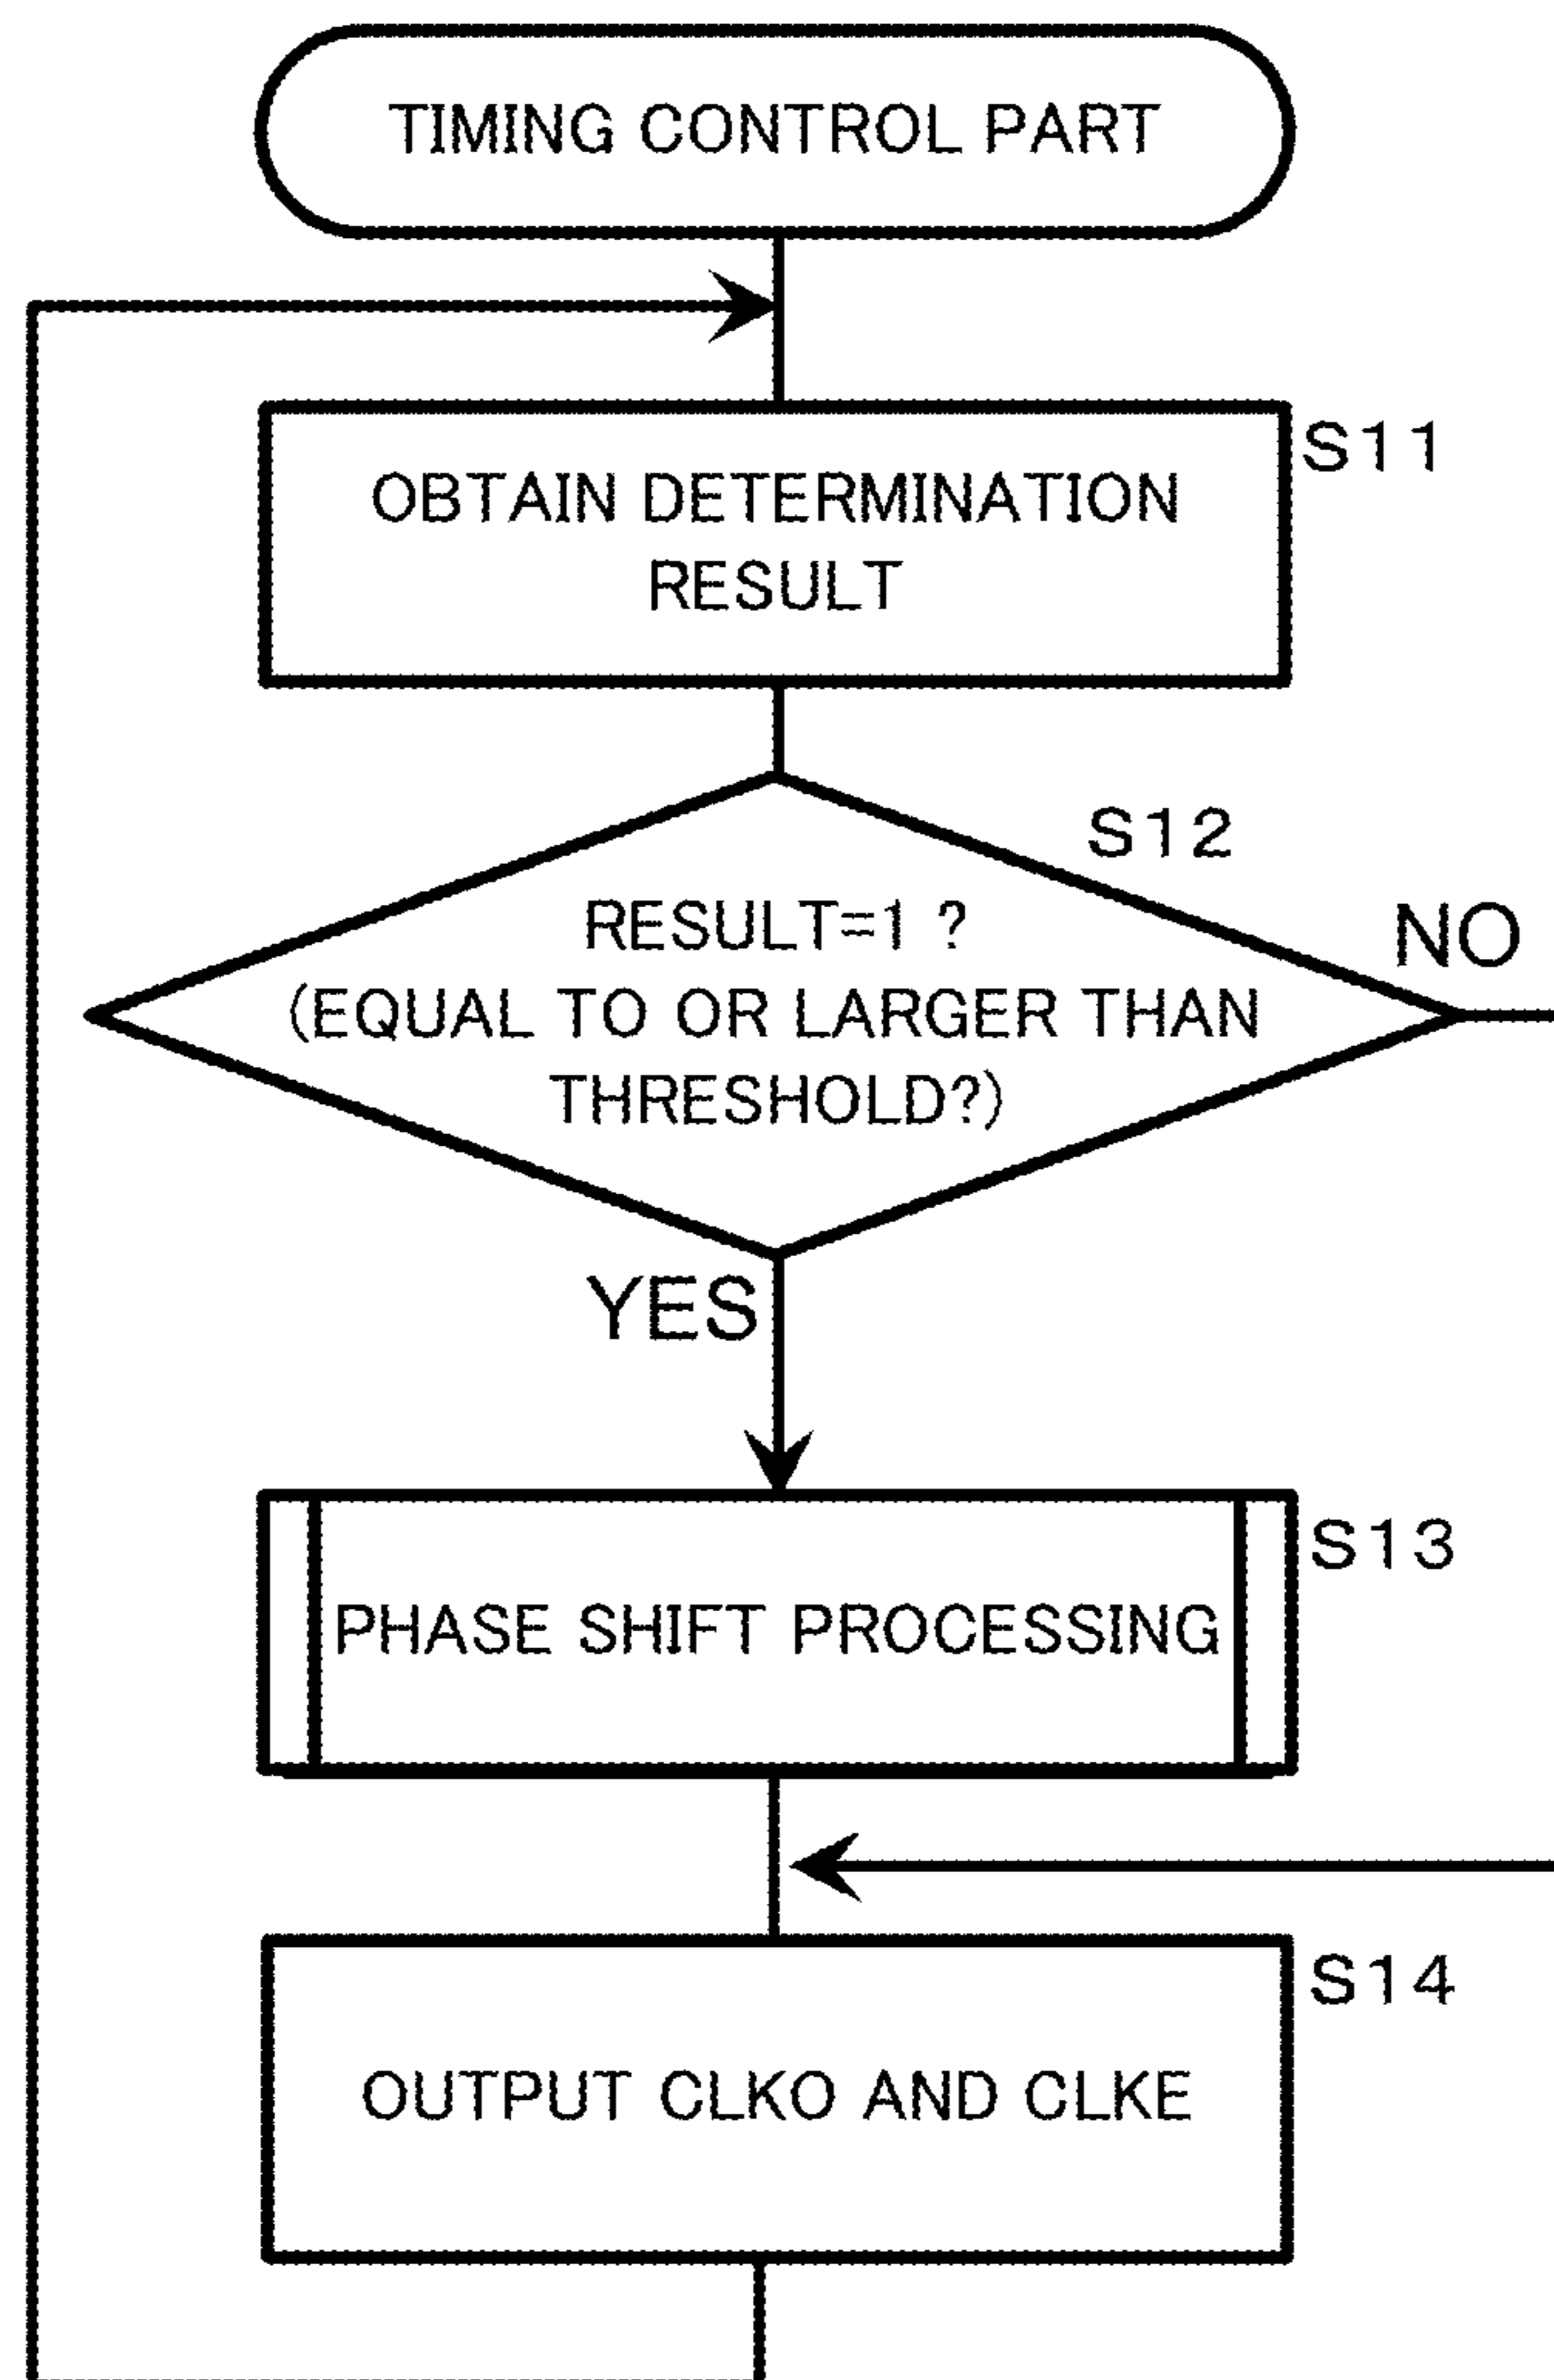 TIMING CONTROL PART
S11
OBTAIN DETERMINATION
RESULT
S12
RESULT=1 ?
NO
(EQUAL TO OR LARGER THAN
THRESHOLD?)
YES
S13
PHASE SHIFT PROCESSING
S14
OUTPUT CLKO AND CLKE